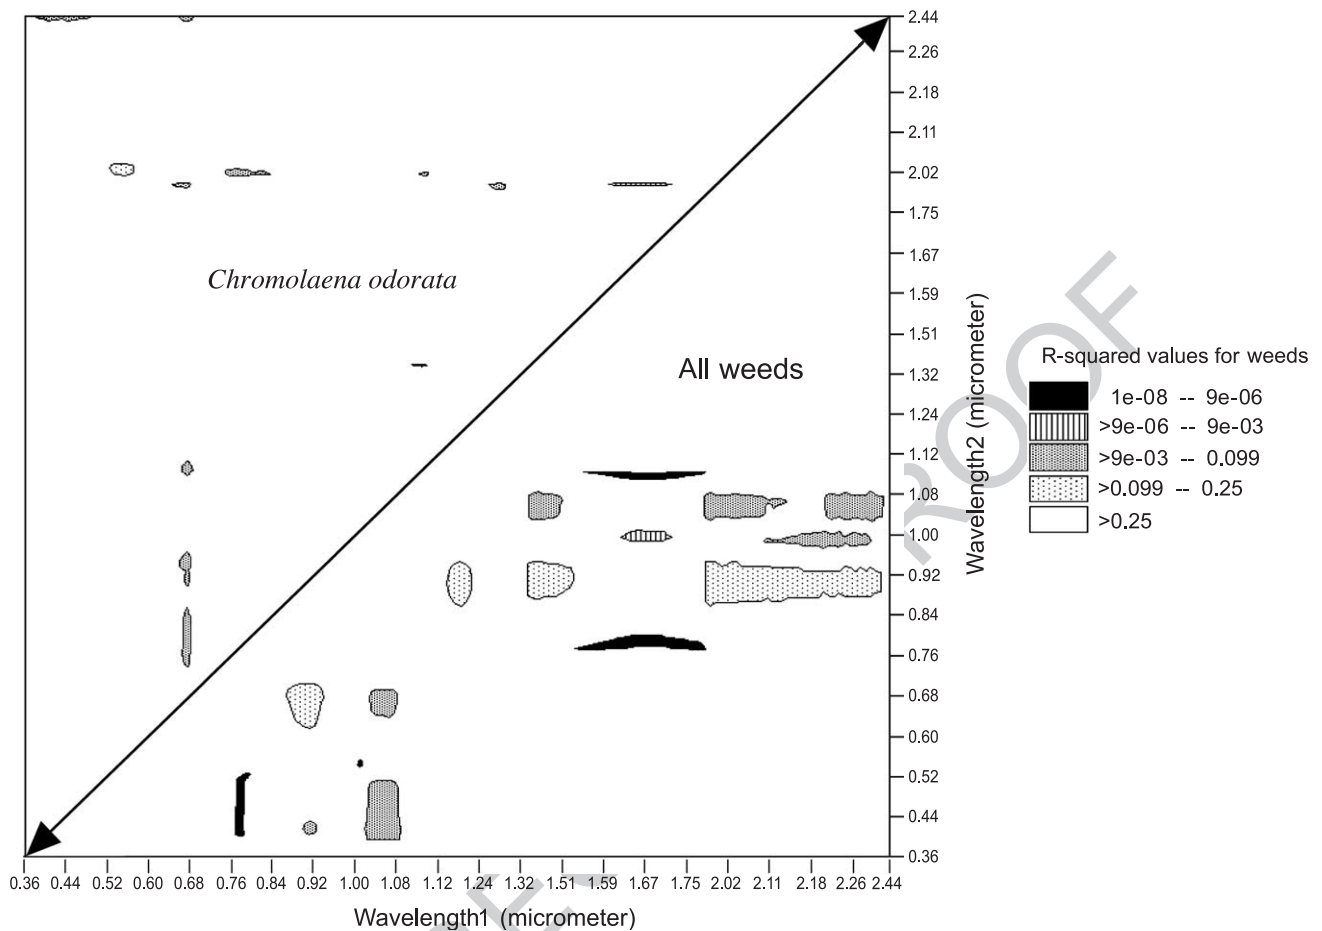 2.44
2.26
2.18
2.11
2.02
1.75
1.67
1.59
1.51
1.32
1.24
1.12
1.08
1.00
0.92
0.84
0.76
0.68
0.60
0.52
0.44
0.36
Wavelength2 (micrometer)
Chromolaena odorata
All weeds
R-squared values for weeds
1e-08 -- 9e-06
>9e-06 -- 9e-03
>9e-03 -- 0.099
>0.099 -- 0.25
>0.25
0.36 0.44 0.52 0.60 0.68 0.76 0.84 0.92 1.00 1.08 1.12 1.24 1.32 1.51 1.59 1.67 1.75 2.02 2.11 2.26 2.44
Wavelength1 (micrometer)